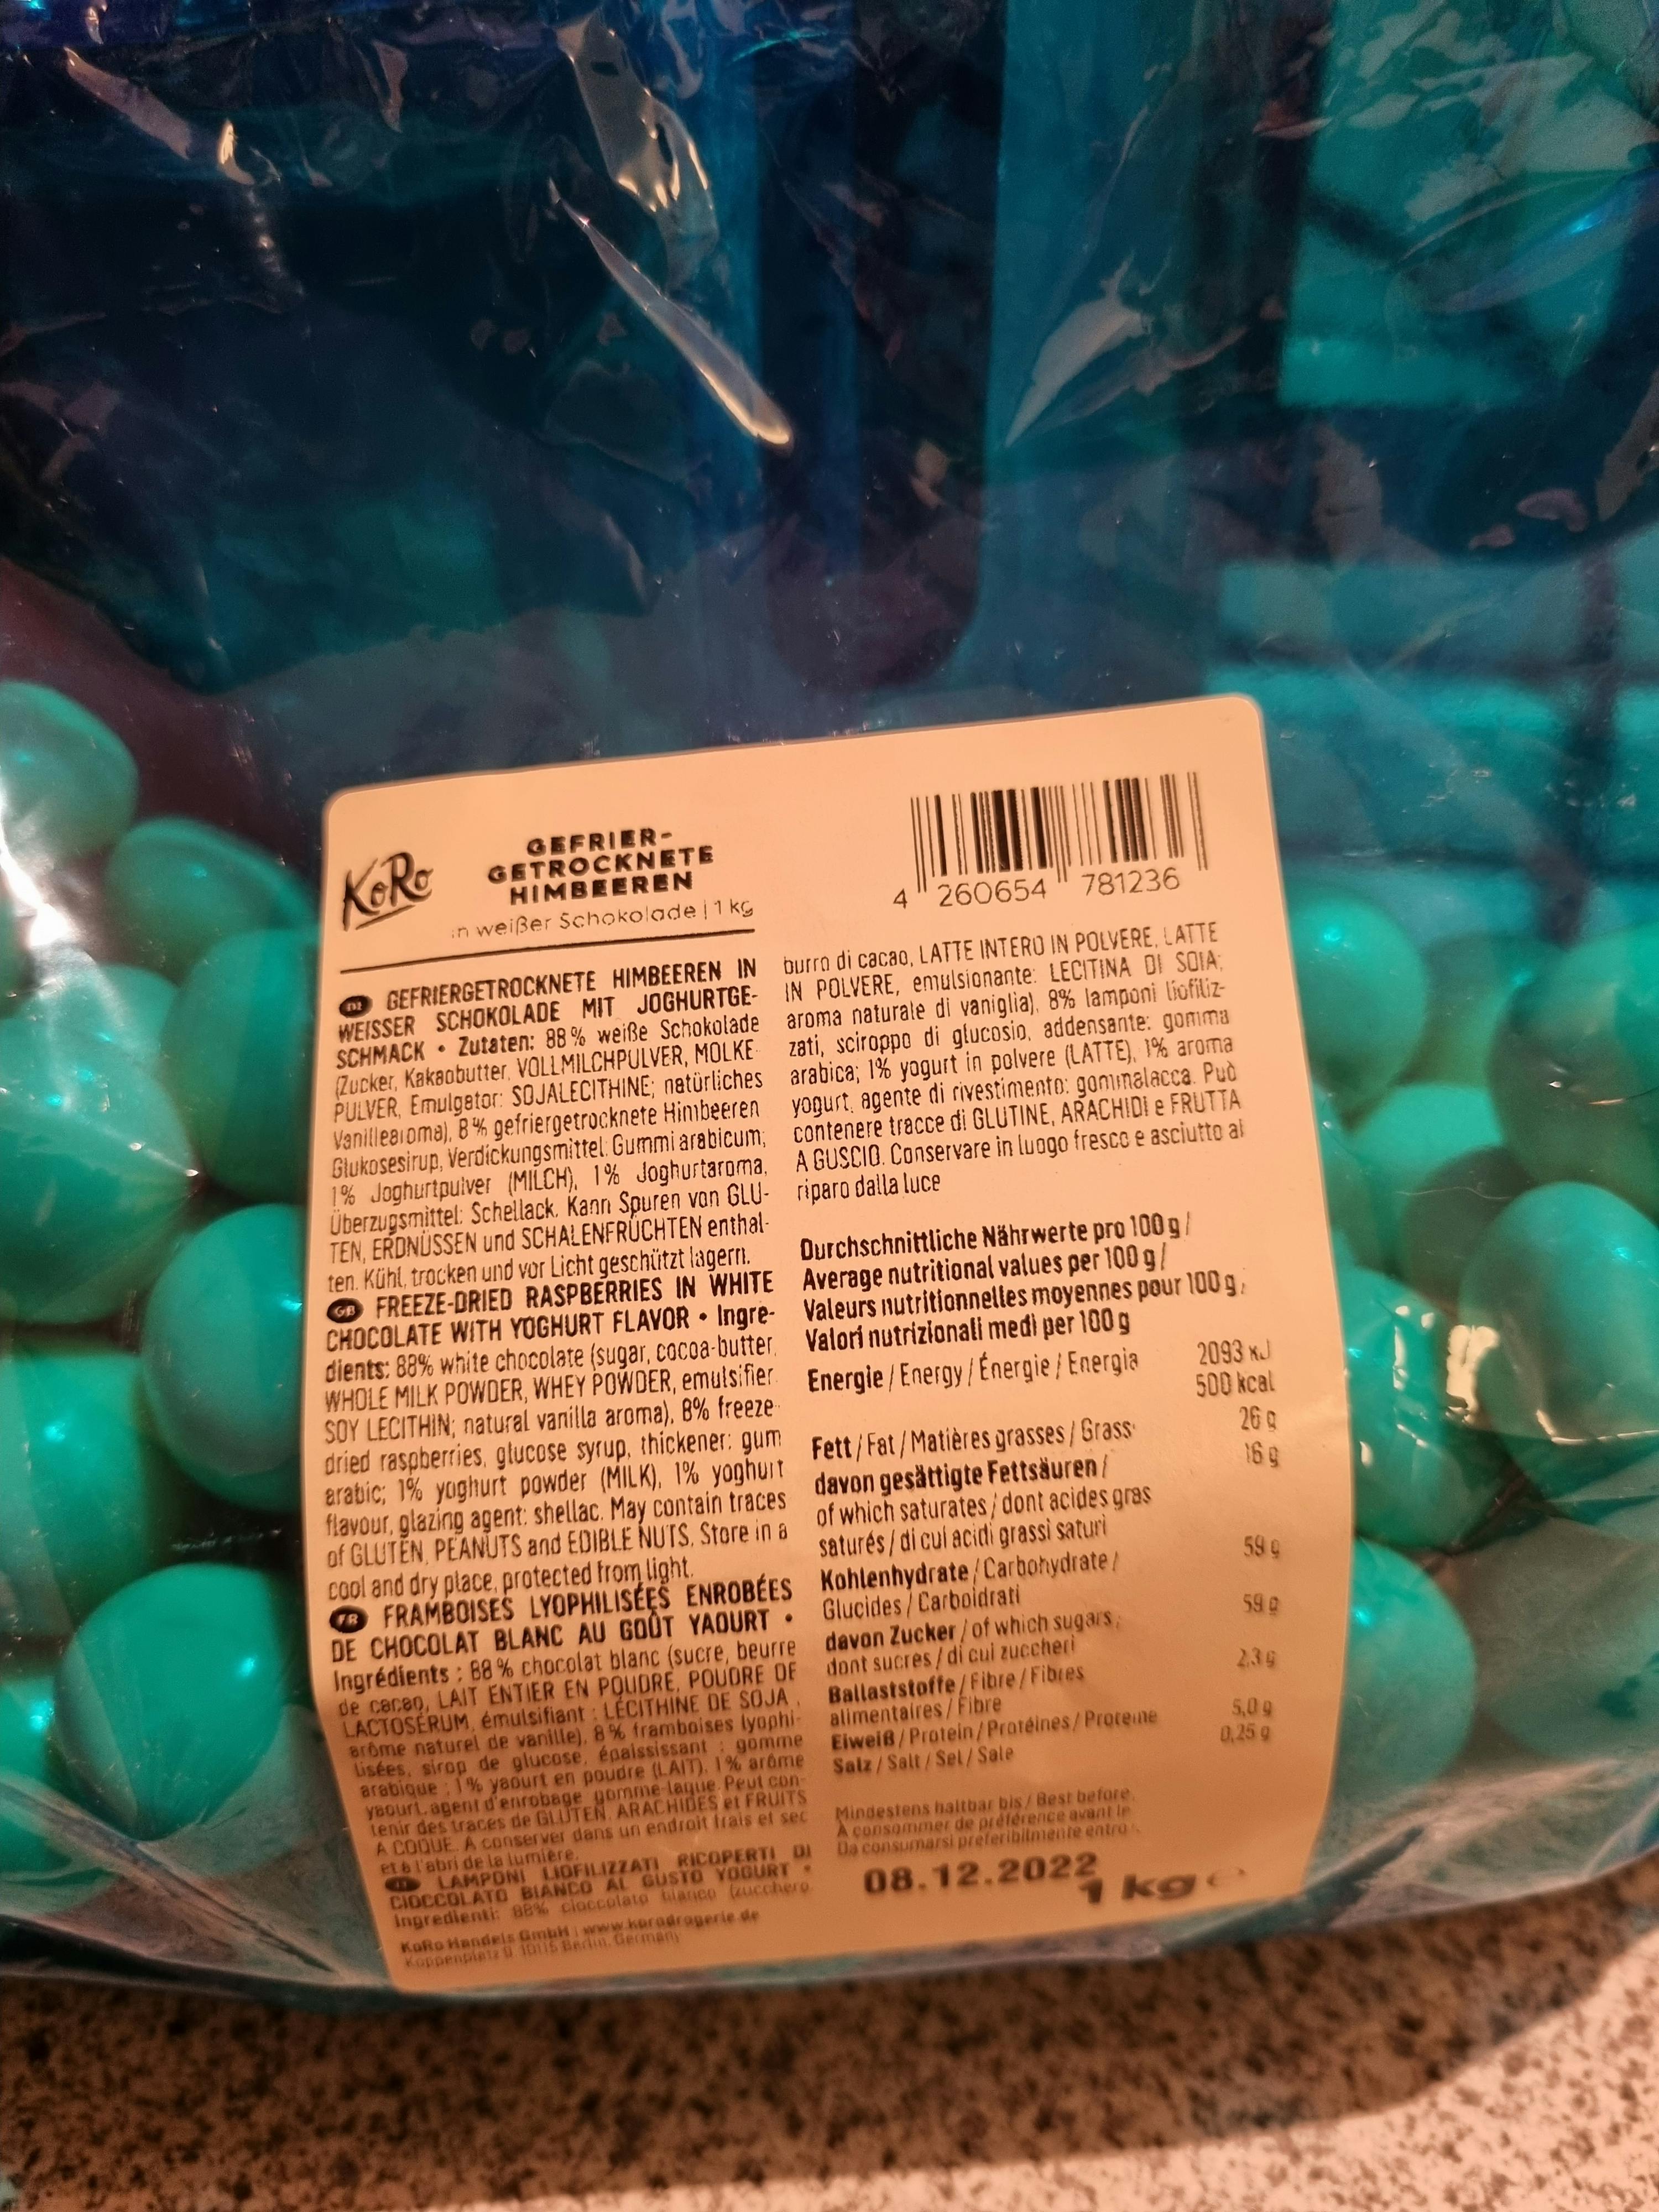 KoRo
GEFRIER-
GETROCKNETE
HIMBEEREN
in weißer Schokolade | 1 kg
DE GEFRIERGETROCKNETE HIMBEEREN IN
WEISSER SCHOKOLADE MIT JOGHURTGE-
SCHMACK • Zutaten: 88% weiße Schokolade
(Zucker, Kakaobutter, VOLLMILCHPULVER, MOLKE-
PULVER, Emulgator: SOJALECITHINE; natürliches
Vanillearoma), 8% gefriergetrocknete Himbeeren
Glukosesirup, Verdickungsmittel: Gummi arabicum;
1% Joghurtpulver (MILCH), 1% Joghurtaroma,
Überzugsmittel: Schellack. Kann Spuren von GLU-
TEN, ERDNÜSSEN und SCHALENFRÜCHTEN enthal-
ten. Kühl, trocken und vor Licht geschützt lagern.
GB FREEZE-DRIED RASPBERRIES IN WHITE
CHOCOLATE WITH YOGHURT FLAVOR • Ingre-
dients: 88% white chocolate (sugar, cocoa-butter,
WHOLE MILK POWDER, WHEY POWDER, emulsifier:
SOY LECITHIN; natural vanilla aroma), 8% freeze-
dried raspberries, glucose syrup, thickener: gum
arabic; 1% yoghurt powder (MILK), 1% yoghurt
flavour, glazing agent: shellac. May contain traces
of GLUTEN, PEANUTS and EDIBLE NUTS. Store in a
cool and dry place, protected from light.
FR FRAMBOISES LYOPHILISÉES ENROBÉES
DE CHOCOLAT BLANC AU GOÛT YAOURT •
Ingrédients : 88 % chocolat blanc (sucre, beurre
de cacao, LAIT ENTIER EN POUDRE, POUDRE DE
LACTOSÉRUM, émulsifiant : LÉCITHINE DE SOJA ,
arôme naturel de vanille), 8 % framboises lyophi-
lisées, sirop de glucose, épaississant : gomme
arabique ; 1 % yaourt en poudre (LAIT), 1% arôme
yaourt, agent d'enrobage gomme-laque. Peut con-
tenir des traces de GLUTEN, ARACHIDES et FRUITS
A COQUE. A conserver dans un endroit frais et sec
et à l'abri de la lumière.
IT LAMPONI LIOFILIZZATI RICOPERTI DI
CIOCCOLATO BIANCO AL GUSTO YOGURT •
Ingredienti: 88% cioccolato bianco (zucchero,
KoRo Handels GmbH | www.korodrogerie.de
Koppenplatz 9 10115 Berlin, Germany
4 260654 781236
burro di cacao, LATTE INTERO IN POLVERE, LATTE
IN POLVERE, emulsionante: LECITINA DI SOIA;
aroma naturale di vaniglia), 8% lamponi liofiliz-
zati, sciroppo di glucosio, addensante: gomma
arabica; 1% yogurt in polvere (LATTE), 1% aroma
yogurt, agente di rivestimento: gommalacca. Può
contenere tracce di GLUTINE, ARACHIDI e FRUTTA
A GUSCIO. Conservare in luogo fresco e asciutto al
riparo dalla luce
Durchschnittliche Nährwerte pro 100 g /
Average nutritional values per 100 g /
Valeurs nutritionnelles moyennes pour 100 g /
Valori nutrizionali medi per 100 g
Energie / Energy / Énergie / Energia 2093 kJ
500 kcal
Fett / Fat / Matières grasses / Grassi 26 g
davon gesättigte Fettsäuren / 16 g
of which saturates / dont acides gras
saturés / di cui acidi grassi saturi
Kohlenhydrate / Carbohydrate / 59 g
Glucides / Carboidrati
davon Zucker / of which sugars / 59 g
dont sucres / di cui zuccheri
Ballaststoffe / Fibre / Fibres 2,3 g
alimentaires / Fibre
Eiweiß / Protein / Protéines / Proteine 5,0 g
Salz / Salt / Sel / Sale 0,25 g
Mindestens haltbar bis / Best before
À consommer de préférence avant le
Da consumarsi preferibilmente entro
08.12.2022
1 kg e